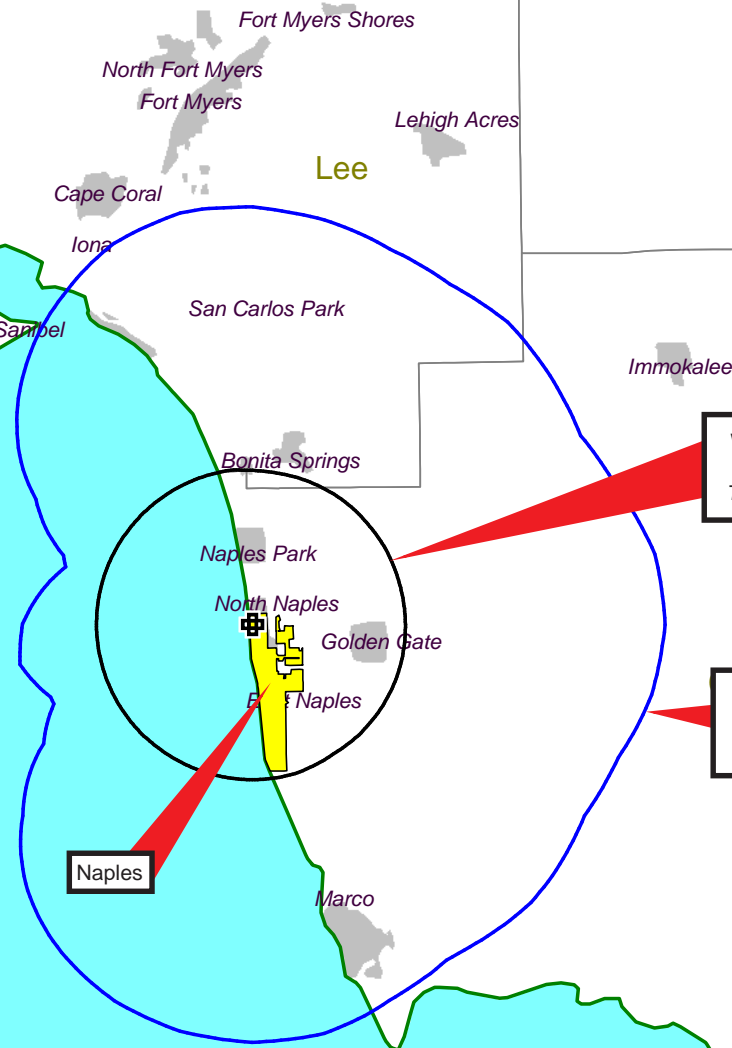 Fort Myers Shores
North Fort Myers
Fort Myers
Lehigh Acres
Lee
Cape Coral
Iona
San Carlos Park
Sanibel
Immokalee
Bonita Springs
Naples Park
North Naples
Golden Gate
Naples
Naples
Marco